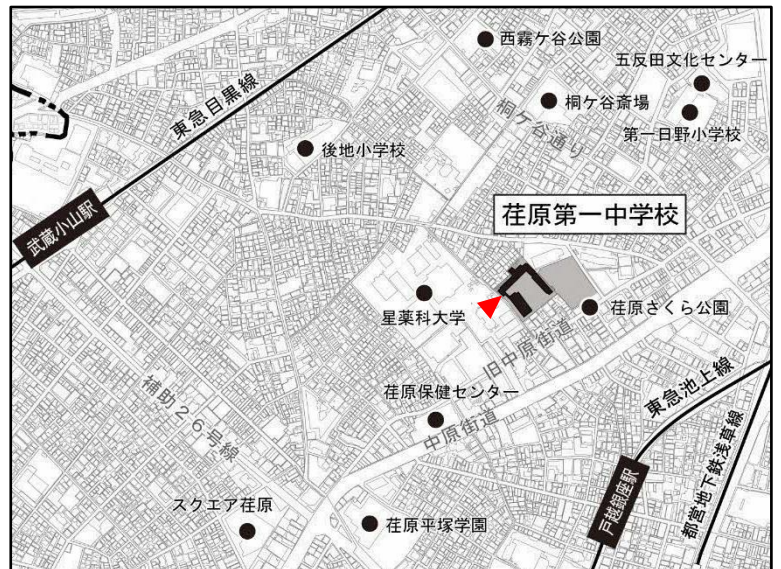 西霧ケ谷公園
五反田文化センター
東急目黒線
桐ケ谷斎場
桐ケ谷通り
第一日野小学校
後地小学校
武蔵小山駅
荏原第一中学校
星薬科大学
荏原さくら公園
旧中原街道
東急池上線
荏原保健センター
中原街道
補助26号線
都営地下鉄浅草線
戸越銀座駅
スクエア荏原
荏原平塚学園